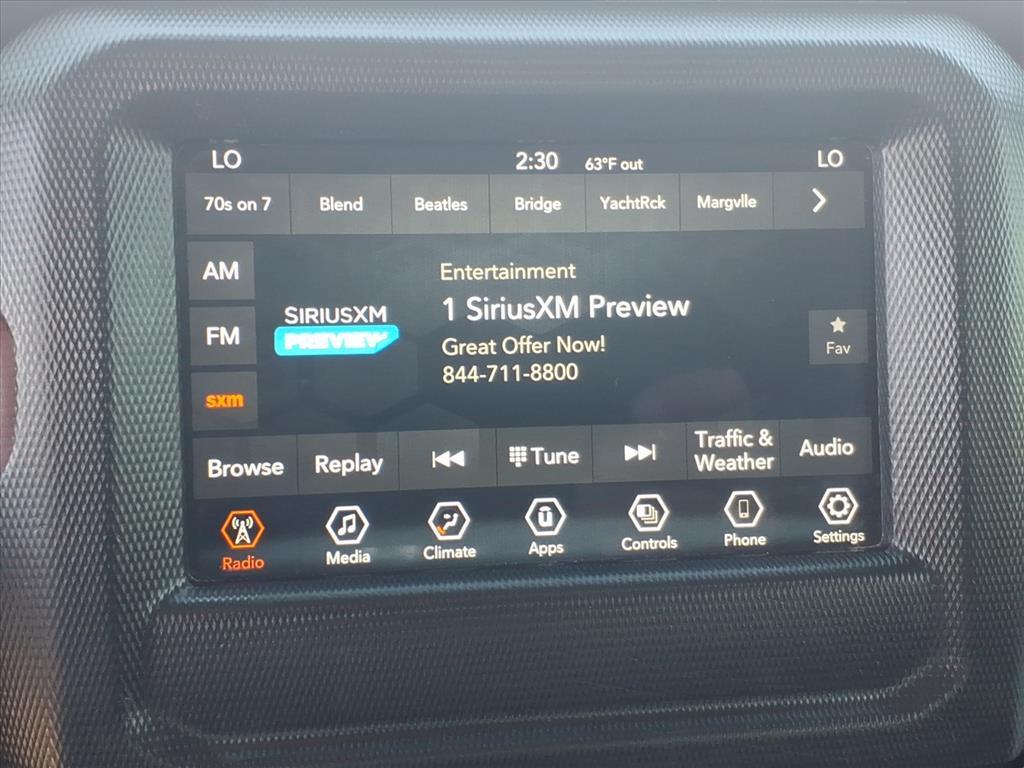 LO 2:30 63°F out LO
70s on 7 Blend Beatles Bridge YachtRck Margvlle
AM
FM
sxm
SIRIUSXM
PREVIEW
Entertainment
1 SiriusXM Preview
Great Offer Now!
844-711-8800
Fav
Browse Replay Tune Traffic & Weather Audio
Radio Media Climate Apps Controls Phone Settings